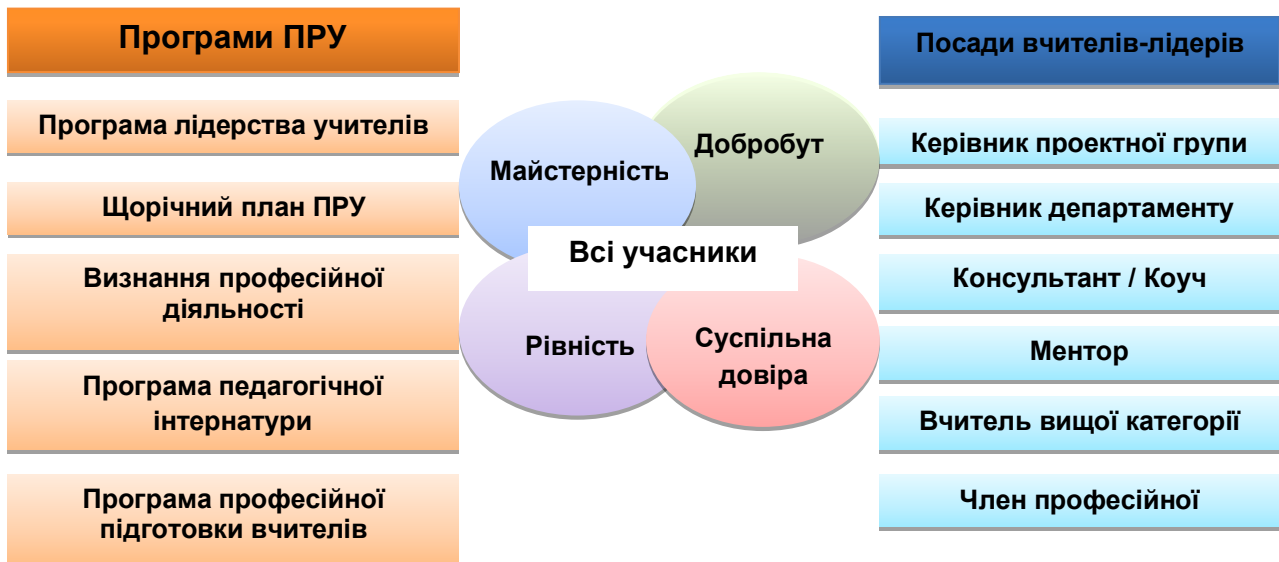 Програми ПРУ
Програма лідерства учителів
Щорічний план ПРУ
Визнання професійної
діяльності
Програма педагогічної
інтернатури
Програма професійної
підготовки вчителів
Майстерність
Добробут
Всі учасники
Рівність
Суспільна
довіра
Посади вчителів-лідерів
Керівник проектної групи
Керівник департаменту
Консультант / Коуч
Ментор
Вчитель вищої категорії
Член професійної